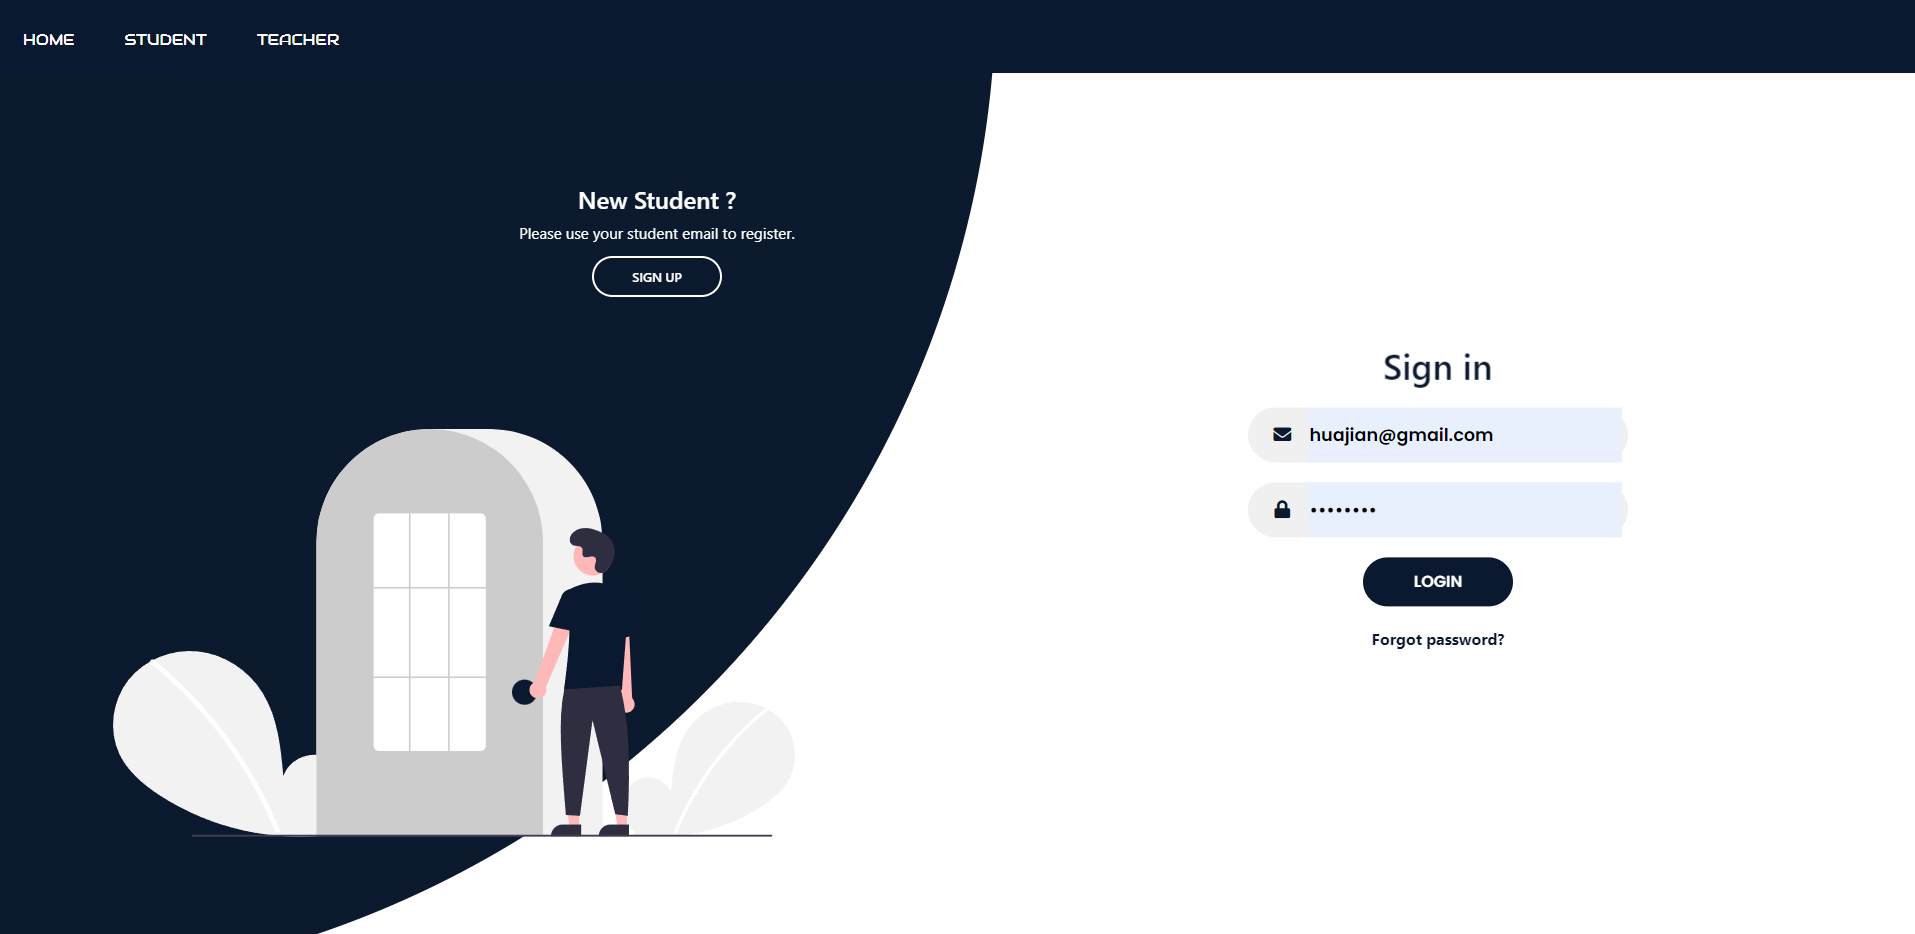 HOME STUDENT TEACHER
New Student ?
Please use your student email to register.
SIGN UP
Sign in
huajian@gmail.com
••••••••
LOGIN
Forgot password?